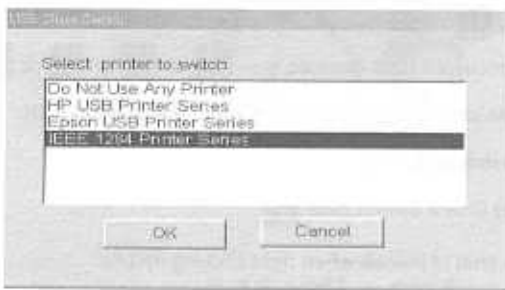 Select printer to switch
Do Not Use Any Printer
HP USB Printer Series
Epson USB Printer Series
IEEE 1284 Printer Series
OK
Cancel